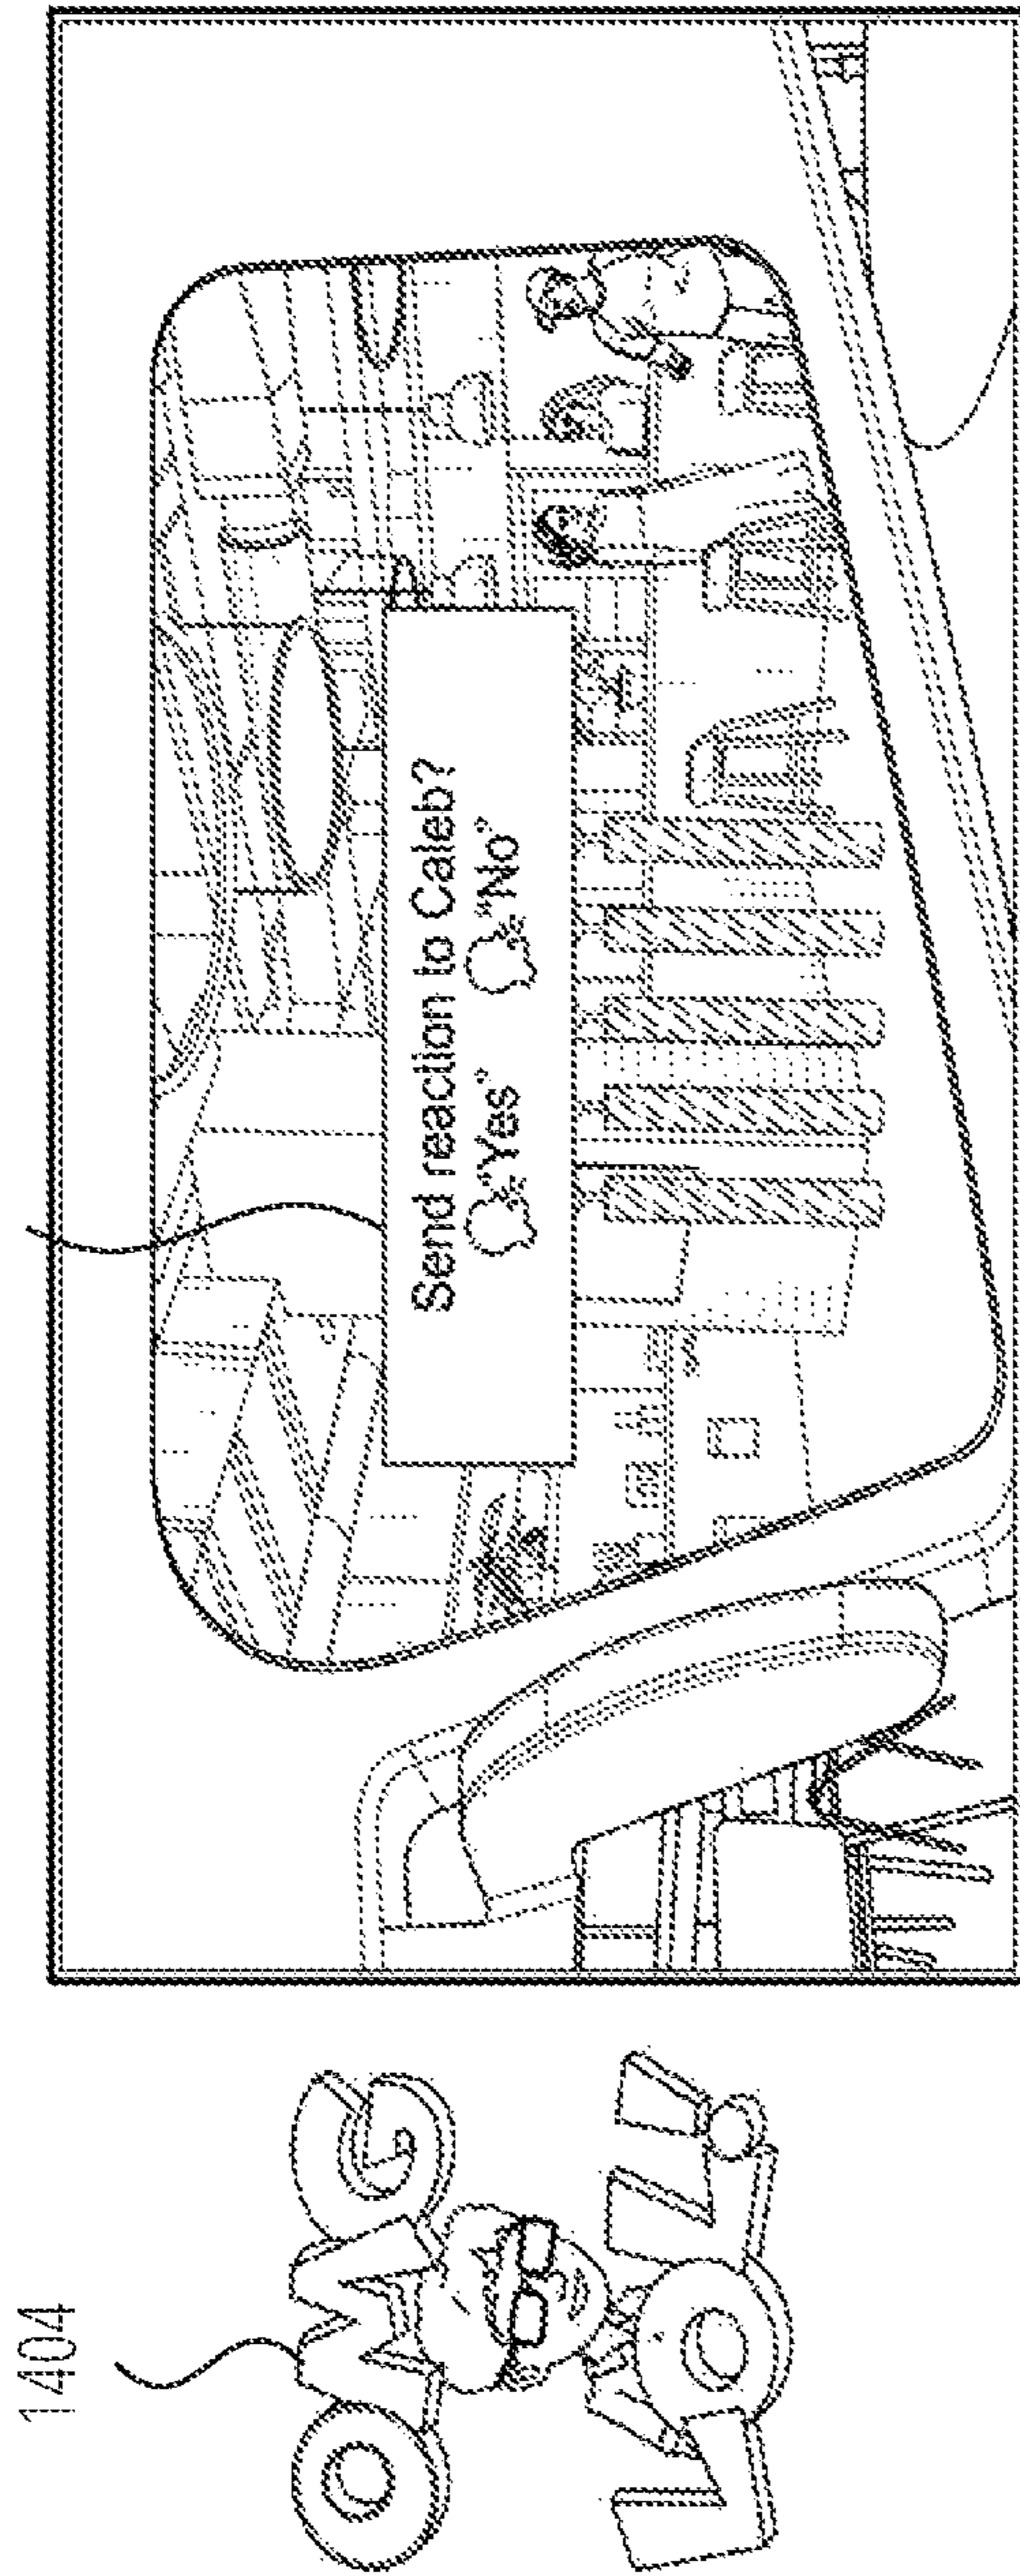 1404
OMG
LOL!
Send reaction to Caleb?
"Yes" "No"